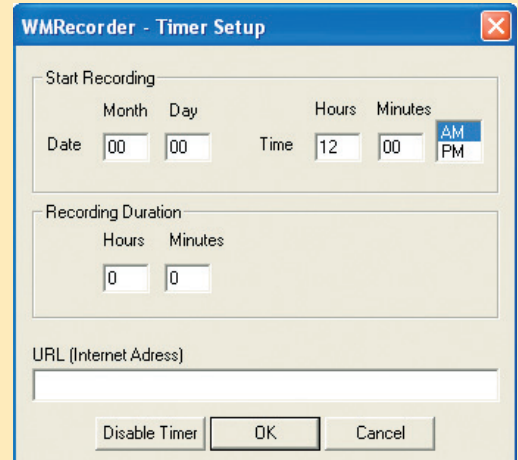 WMRecorder - Timer Setup
Start Recording
Month Day Hours Minutes
Date 00 00 Time 12 00 AM
PM
Recording Duration
Hours Minutes
0 0
URL (Internet Adress)
Disable Timer OK Cancel